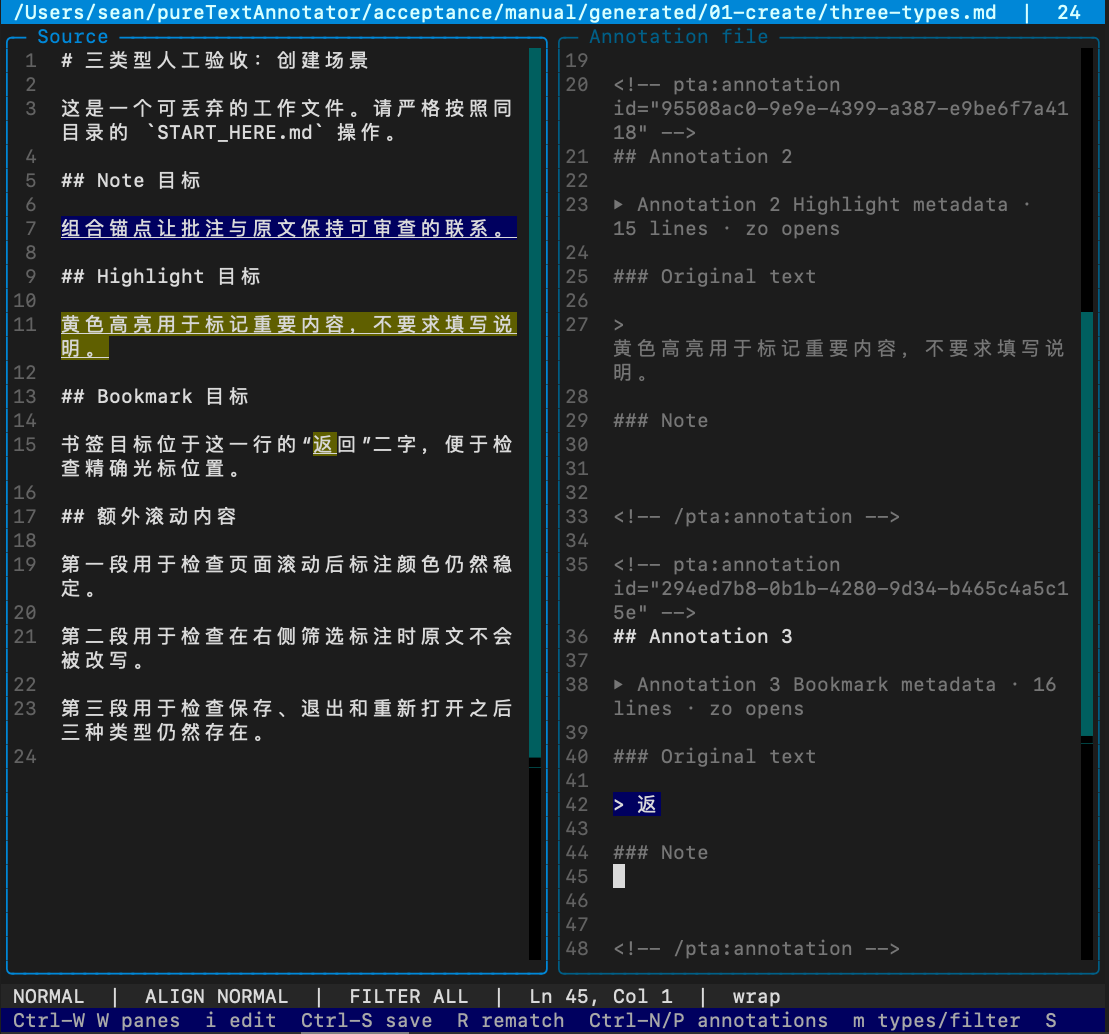 /Users/sean/pureTextAnnotator/acceptance/manual/generated/01-create/three-types.md | 24
Source
1 # 三类型人工验收：创建场景
2
3 这是一个可丢弃的工作文件。请严格按照同
目录的 `START_HERE.md` 操作。
4
5 ## Note 目标
6
7 组合锚点让批注与原文保持可审查的联系。
8
9 ## Highlight 目标
10
11 黄色高亮用于标记重要内容，不要求填写说
明。
12
13 ## Bookmark 目标
14
15 书签目标位于这一行的“返回”二字，便于检
查精确光标位置。
16
17 ## 额外滚动内容
18
19 第一段用于检查页面滚动后标注颜色仍然稳
定。
20
21 第二段用于检查在右侧筛选标注时原文不会
被改写。
22
23 第三段用于检查保存、退出和重新打开之后
三种类型仍然存在。
24
Annotation file
19
20 <!-- pta:annotation
id="95508ac0-9e9e-4399-a387-e9be6f7a41
18" -->
21 ## Annotation 2
22
23 ▸ Annotation 2 Highlight metadata ·
15 lines · zo opens
24
25 ### Original text
26
27 >
黄色高亮用于标记重要内容，不要求填写说
明。
28
29 ### Note
30
31
32
33 <!-- /pta:annotation -->
34
35 <!-- pta:annotation
id="294ed7b8-0b1b-4280-9d34-b465c4a5c1
5e" -->
36 ## Annotation 3
37
38 ▸ Annotation 3 Bookmark metadata · 16
lines · zo opens
39
40 ### Original text
41
42 > 返
43
44 ### Note
45
46
47
48 <!-- /pta:annotation -->
NORMAL | ALIGN NORMAL | FILTER ALL | Ln 45, Col 1 | wrap
Ctrl-W W panes i edit Ctrl-S save R rematch Ctrl-N/P annotations m types/filter S